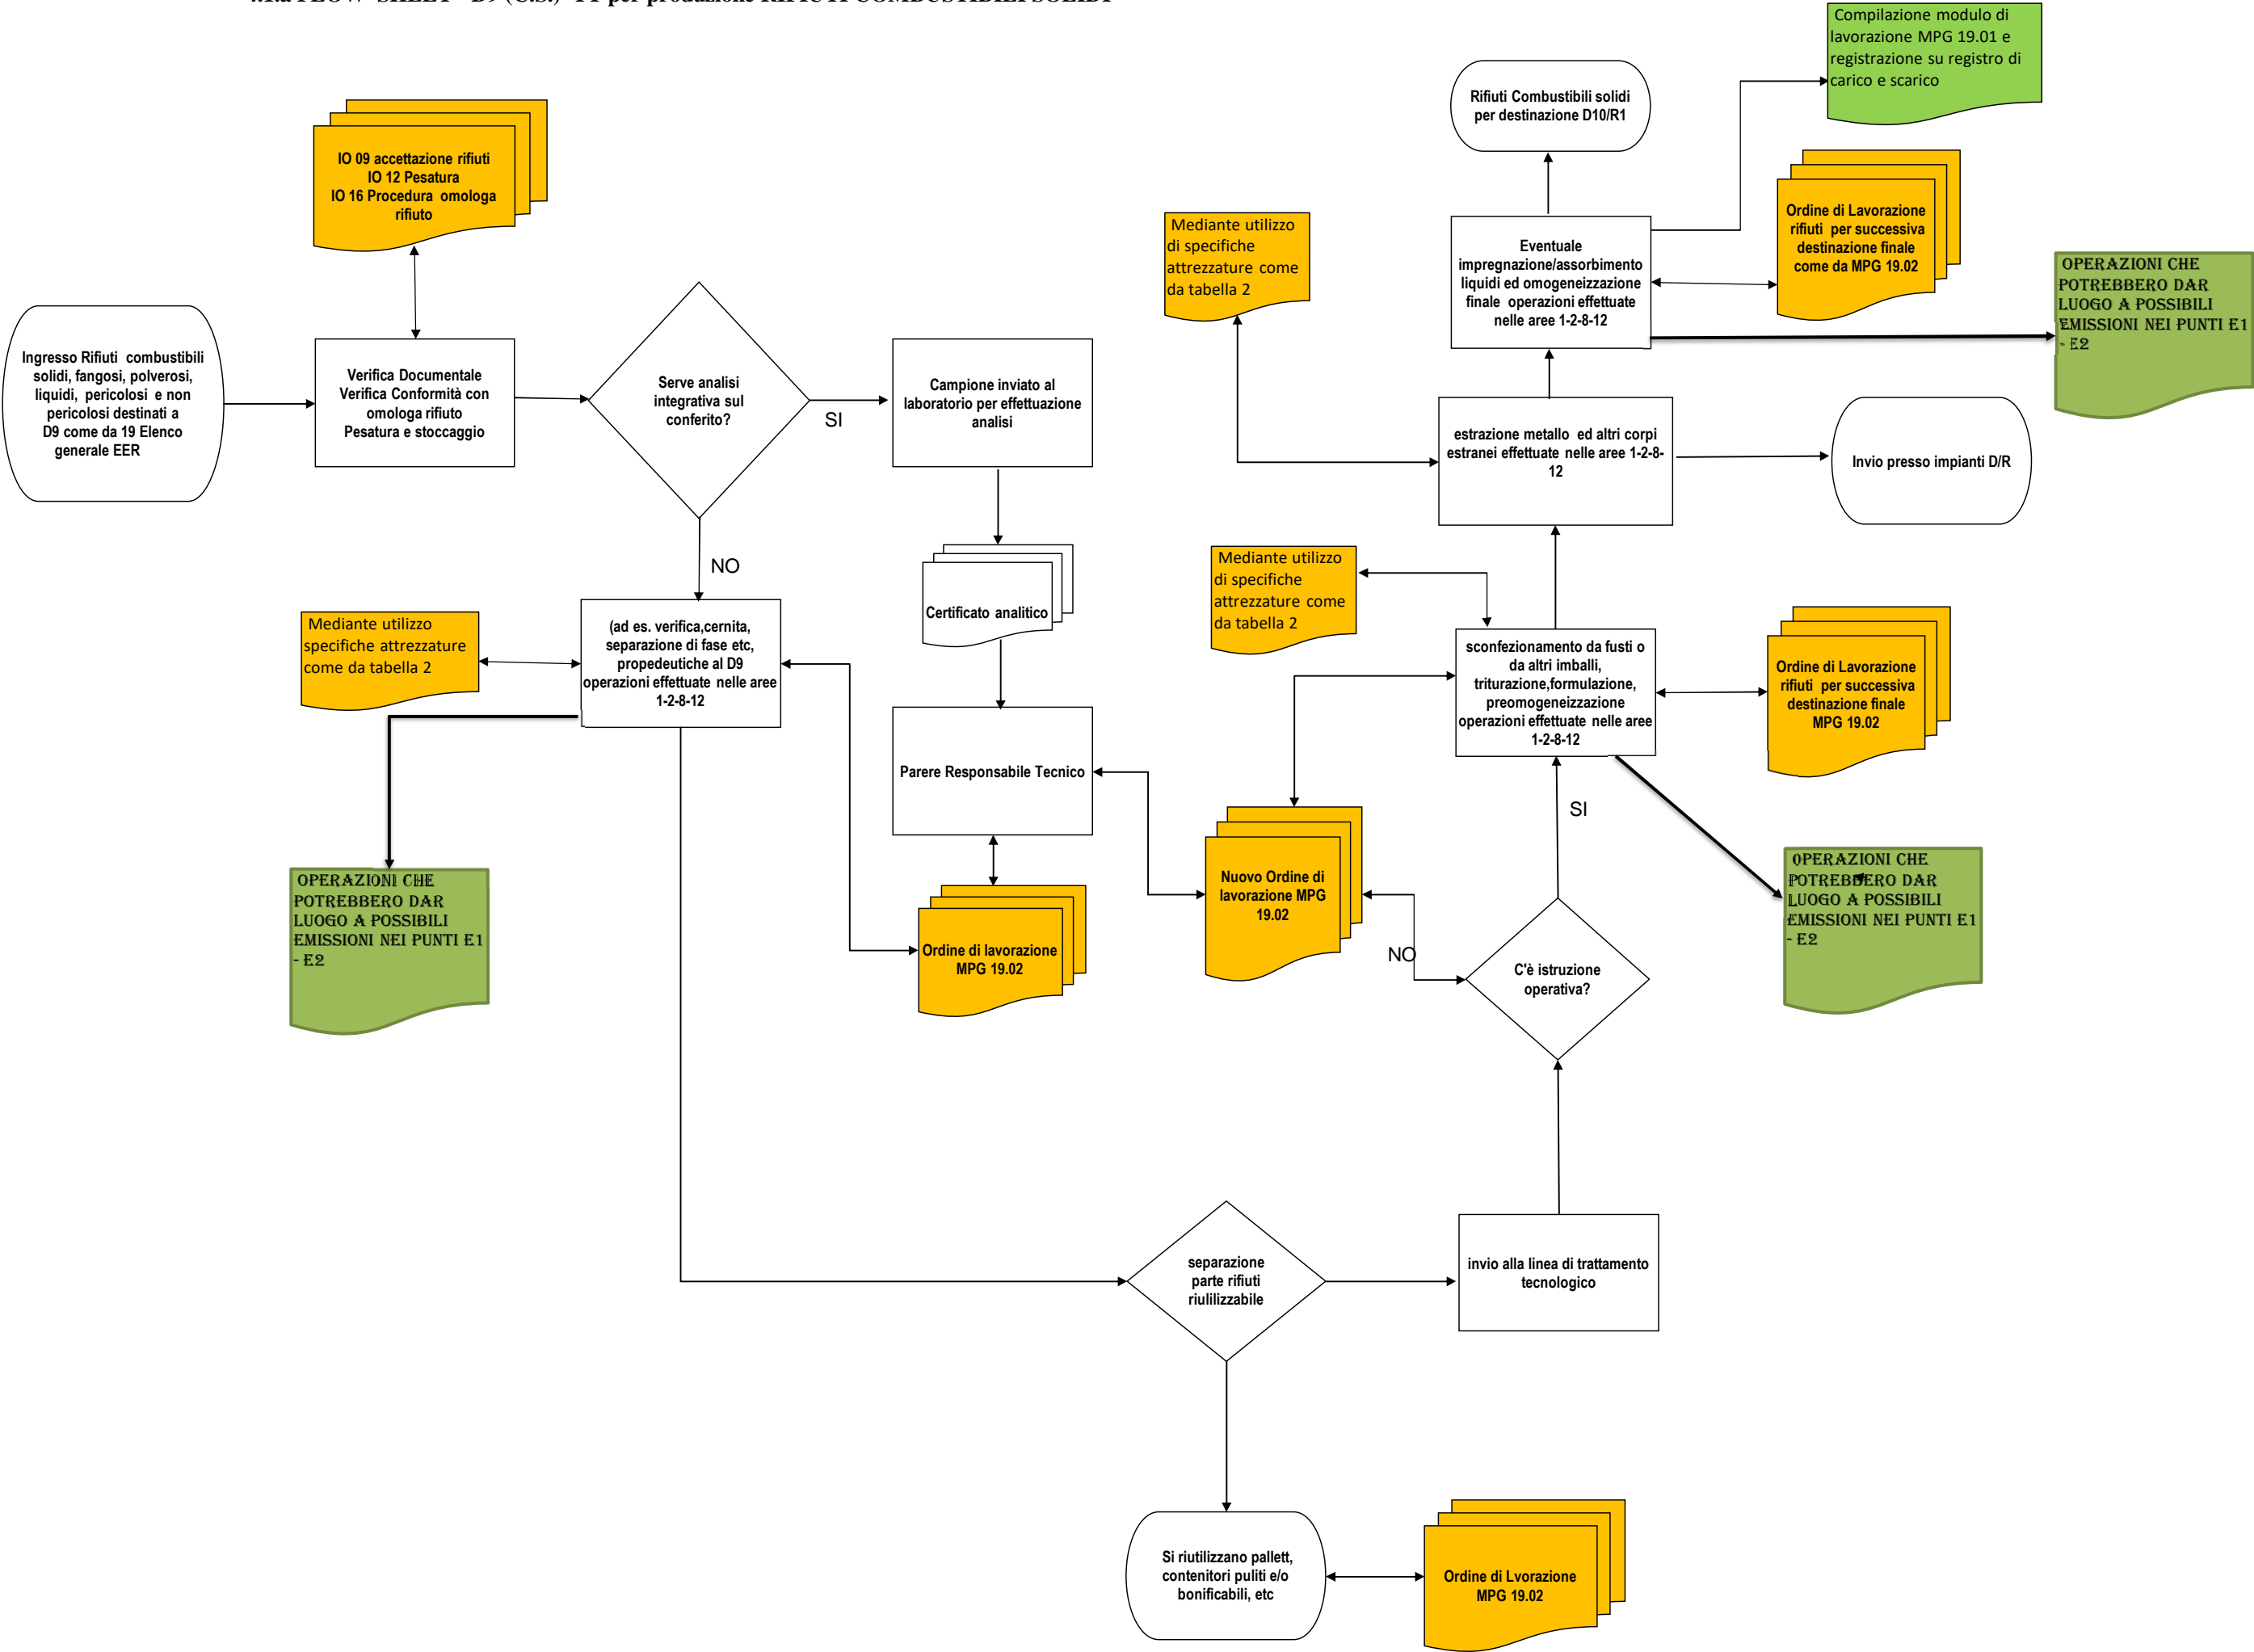 4.1.a FLOW-SHEET - D9 (C.S.)- T1 per produzione RIFIUTI COMBUSTIBILI SOLIDI
Compilazione modulo di
lavorazione MPG 19.01 e
registrazione su registro di
carico e scarico
Rifiuti Combustibili solidi
per destinazione D10/R1
IO 09 accettazione rifiuti
IO 12 Pesatura
IO 16 Procedura omologa
rifiuto
Mediante utilizzo
di specifiche
attrezzature come
da tabella 2
Eventuale
impregnazione/assorbimento
liquidi ed omogeneizzazione
finale operazioni effettuate
nelle aree 1-2-8-12
Ordine di Lavorazione
rifiuti per successiva
destinazione finale
come da MPG 19.02
OPERAZIONI CHE
POTREBBERO DAR
LUOGO A POSSIBILI
EMISSIONI NEI PUNTI E1
- E2
Ingresso Rifiuti combustibili
solidi, fangosi, polverosi,
liquidi, pericolosi e non
pericolosi destinati a
D9 come da 19 Elenco
generale EER
Verifica Documentale
Verifica Conformità con
omologa rifiuto
Pesatura e stoccaggio
Serve analisi
integrativa sul
conferito?
SI
Campione inviato al
laboratorio per effettuazione
analisi
estrazione metallo ed altri corpi
estranei effettuate nelle aree 1-2-8-
12
Invio presso impianti D/R
NO
Certificato analitico
Mediante utilizzo
di specifiche
attrezzature come
da tabella 2
Mediante utilizzo
specifiche attrezzature
come da tabella 2
(ad es. verifica,cernita,
separazione di fase etc,
propedeutiche al D9
operazioni effettuate nelle aree
1-2-8-12
sconfezionamento da fusti o
da altri imballi,
triturazione,formulazione,
preomogeneizzazione
operazioni effettuate nelle aree
1-2-8-12
Ordine di Lavorazione
rifiuti per successiva
destinazione finale
MPG 19.02
Parere Responsabile Tecnico
SI
OPERAZIONI CHE
POTREBBERO DAR
LUOGO A POSSIBILI
EMISSIONI NEI PUNTI E1
- E2
Nuovo Ordine di
lavorazione MPG
19.02
OPERAZIONI CHE
POTREBBERO DAR
LUOGO A POSSIBILI
EMISSIONI NEI PUNTI E1
- E2
Ordine di lavorazione
MPG 19.02
NO
C'è istruzione
operativa?
separazione
parte rifiuti
riulilizzabile
invio alla linea di trattamento
tecnologico
Si riutilizzano pallett,
contenitori puliti e/o
bonificabili, etc
Ordine di Lvorazione
MPG 19.02